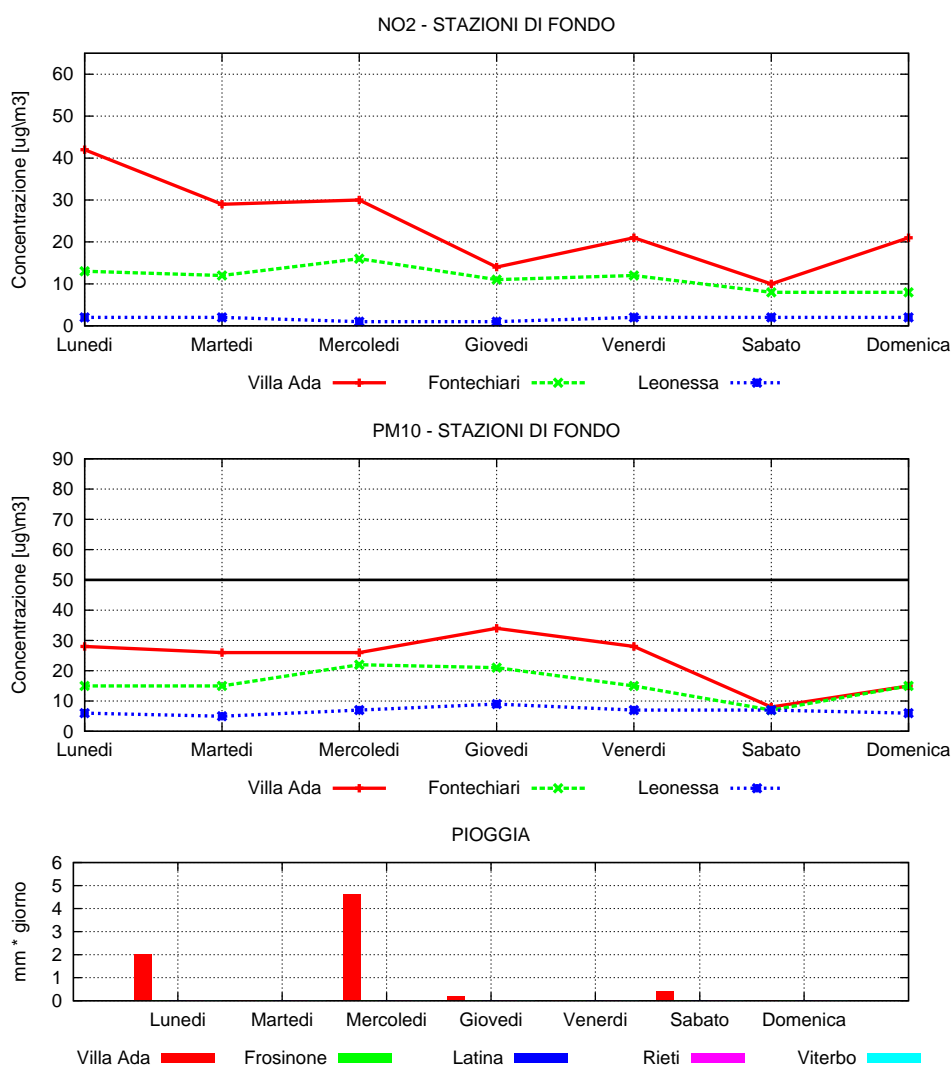 NO2 - STAZIONI DI FONDO
Concentrazione [ug\m3]
60
50
40
30
20
10
0
Lunedi Martedi Mercoledi Giovedi Venerdi Sabato Domenica
Villa Ada Fontechiari Leonessa
PM10 - STAZIONI DI FONDO
Concentrazione [ug\m3]
90
80
70
60
50
40
30
20
10
0
Lunedi Martedi Mercoledi Giovedi Venerdi Sabato Domenica
Villa Ada Fontechiari Leonessa
PIOGGIA
mm * giorno
6
5
4
3
2
1
0
Lunedi Martedi Mercoledi Giovedi Venerdi Sabato Domenica
Villa Ada Frosinone Latina Rieti Viterbo